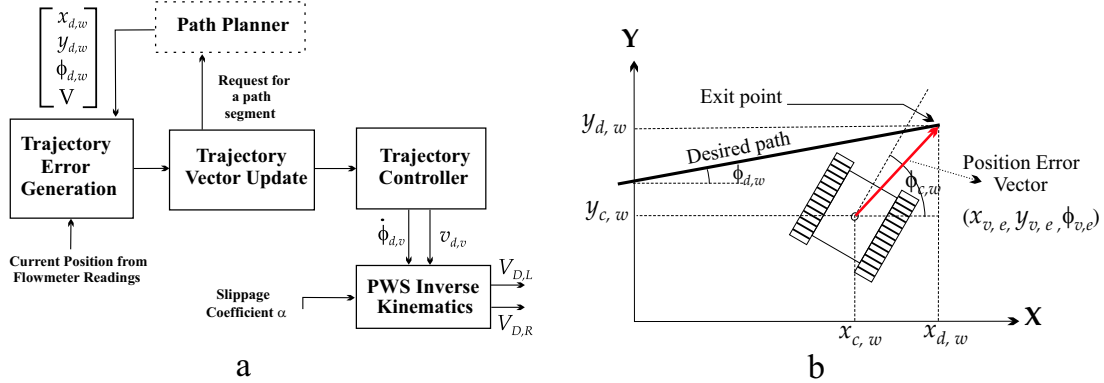 x_{d,w}
y_{d,w}
ϕ_{d,w}
V
Path Planner
Request for
a path
segment
Trajectory
Error
Generation
Trajectory
Vector Update
Trajectory
Controller
ϕ̇_{d,v}
v_{d,v}
Current Position from
Flowmeter Readings
Slippage
Coefficient α
PWS Inverse
Kinematics
V_{D,L}
V_{D,R}
a
Y
Exit point
y_{d, w}
Desired path
ϕ_{d,w}
Position Error
Vector
(x_{v, e}, y_{v, e}, ϕ_{v,e})
ϕ_{c,w}
y_{c, w}
X
x_{c, w}
x_{d, w}
b